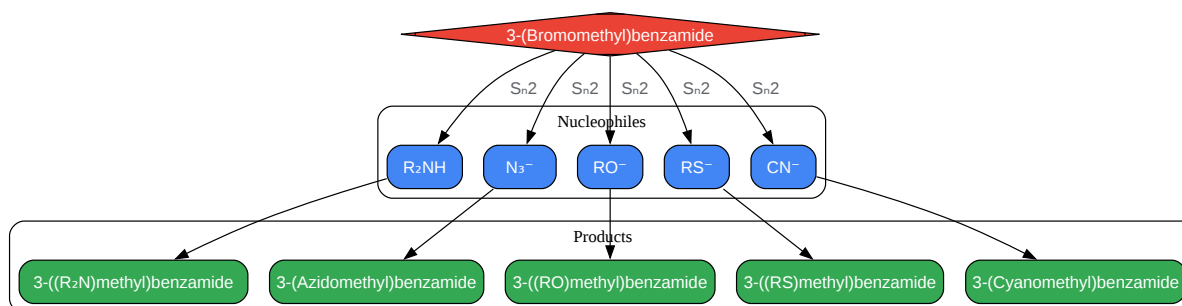 3-(Bromomethyl)benzamide
Sₙ2 Sₙ2 Sₙ2 Sₙ2
Nucleophiles
R₂NH N₃⁻ RO⁻ RS⁻ CN⁻
Products
3-((R₂N)methyl)benzamide 3-(Azidomethyl)benzamide 3-((RO)methyl)benzamide 3-((RS)methyl)benzamide 3-(Cyanomethyl)benzamide